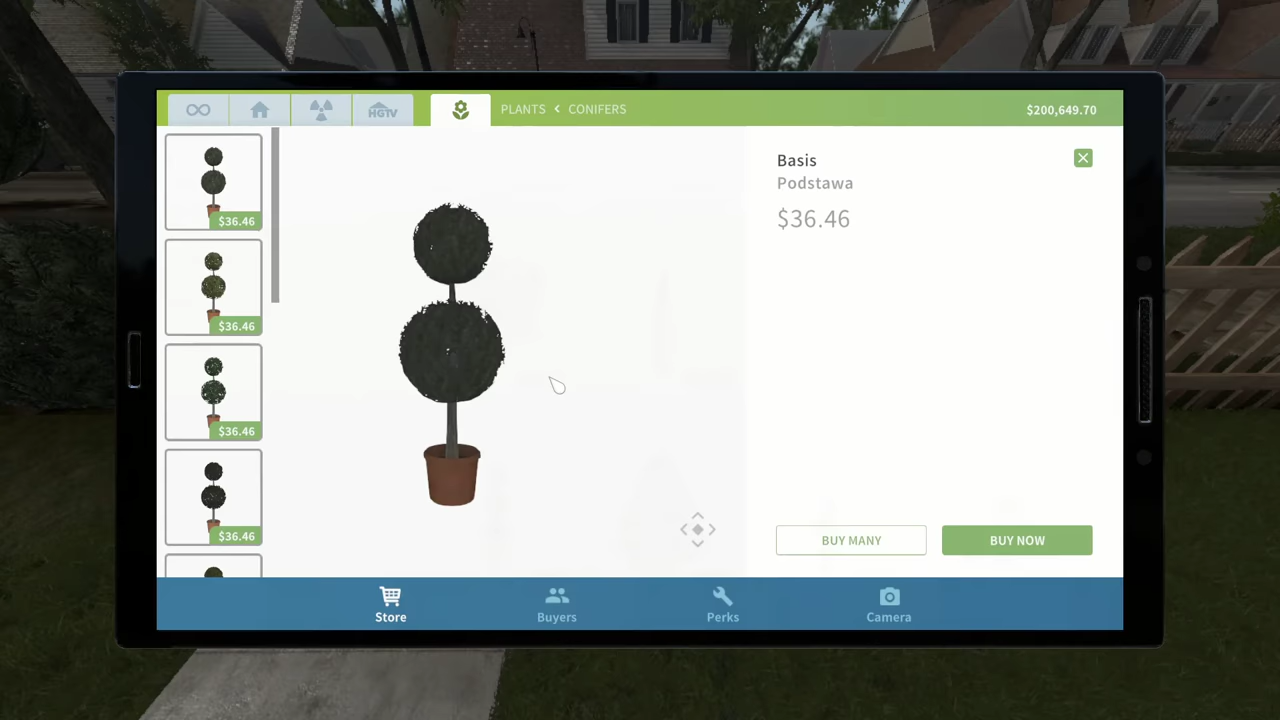 HGTV
PLANTS < CONIFERS
$200,649.70
$36.46
$36.46
$36.46
$36.46
Basis
Podstawa
$36.46
BUY MANY
BUY NOW
Store
Buyers
Perks
Camera